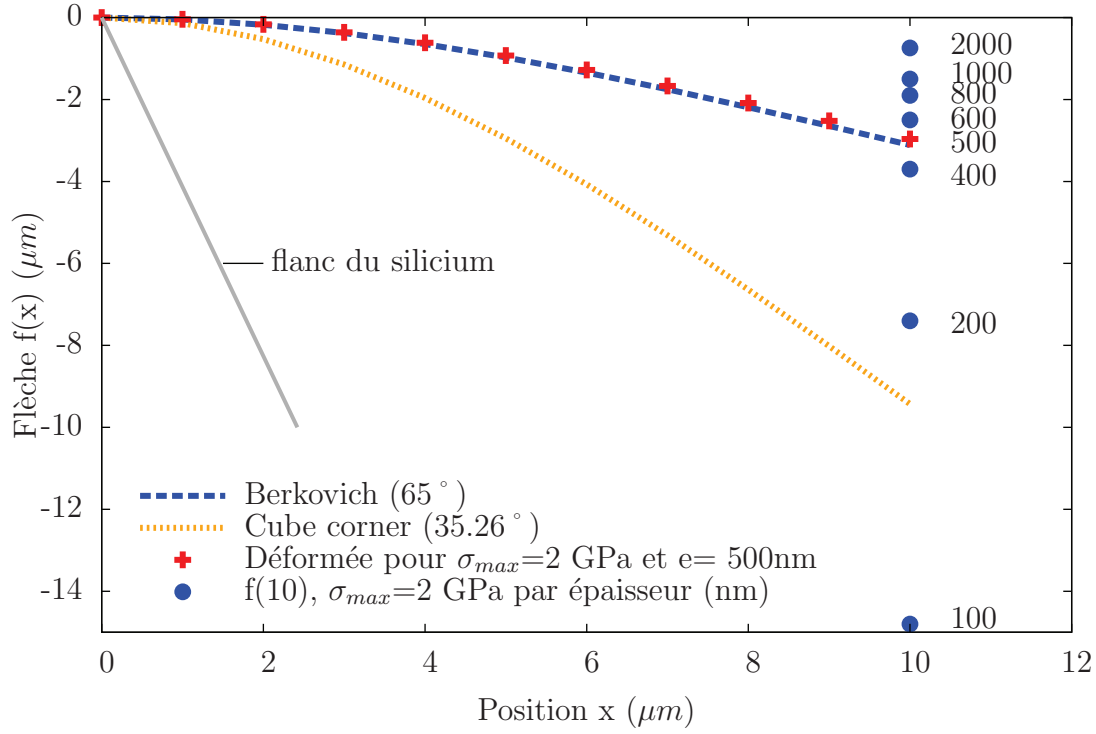 0
-2
-4
-6
-8
-10
-12
-14
Flèche f(x) (μm)
2000
1000
800
600
500
400
200
100
flanc du silicium
Berkovich (65°)
Cube corner (35.26°)
Déformée pour σmax=2 GPa et e= 500nm
f(10), σmax=2 GPa par épaisseur (nm)
0 2 4 6 8 10 12
Position x (μm)